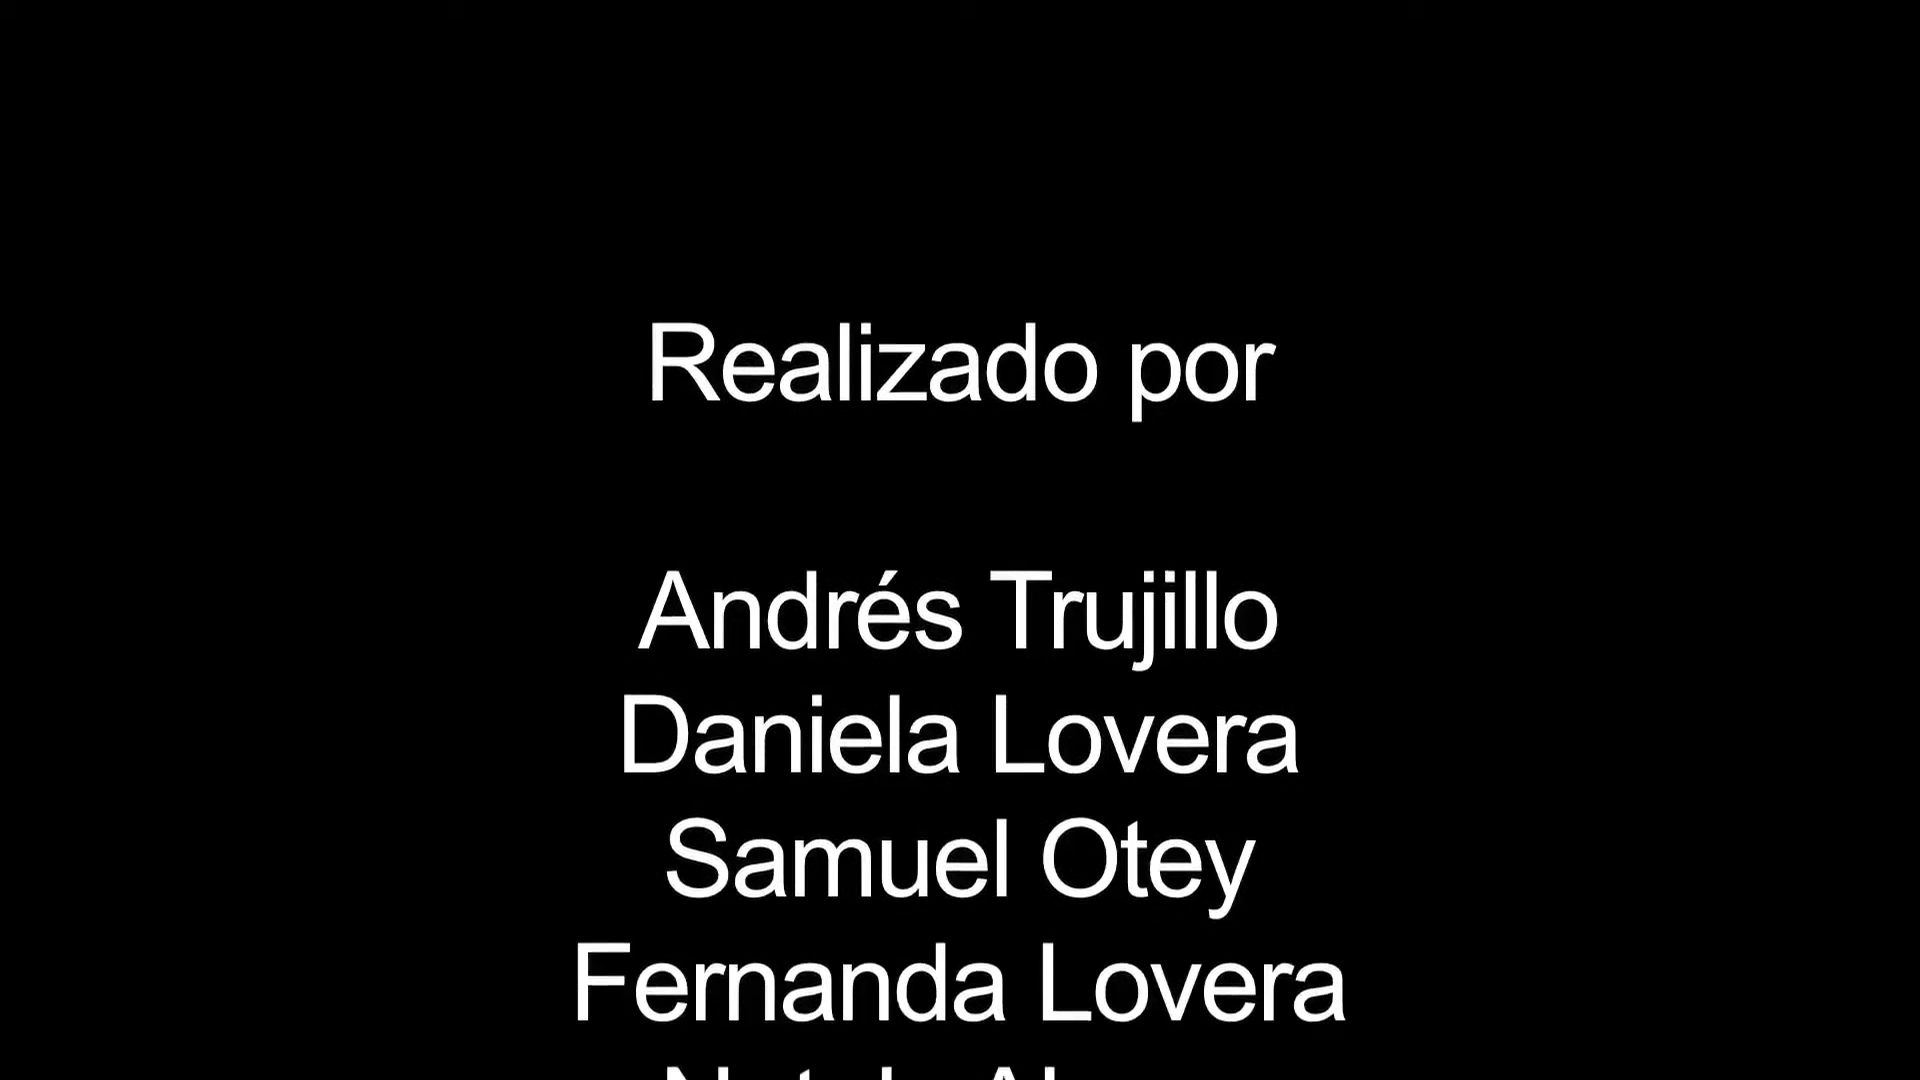 Realizado por
Andrés Trujillo
Daniela Lovera
Samuel Otey
Fernanda Lovera